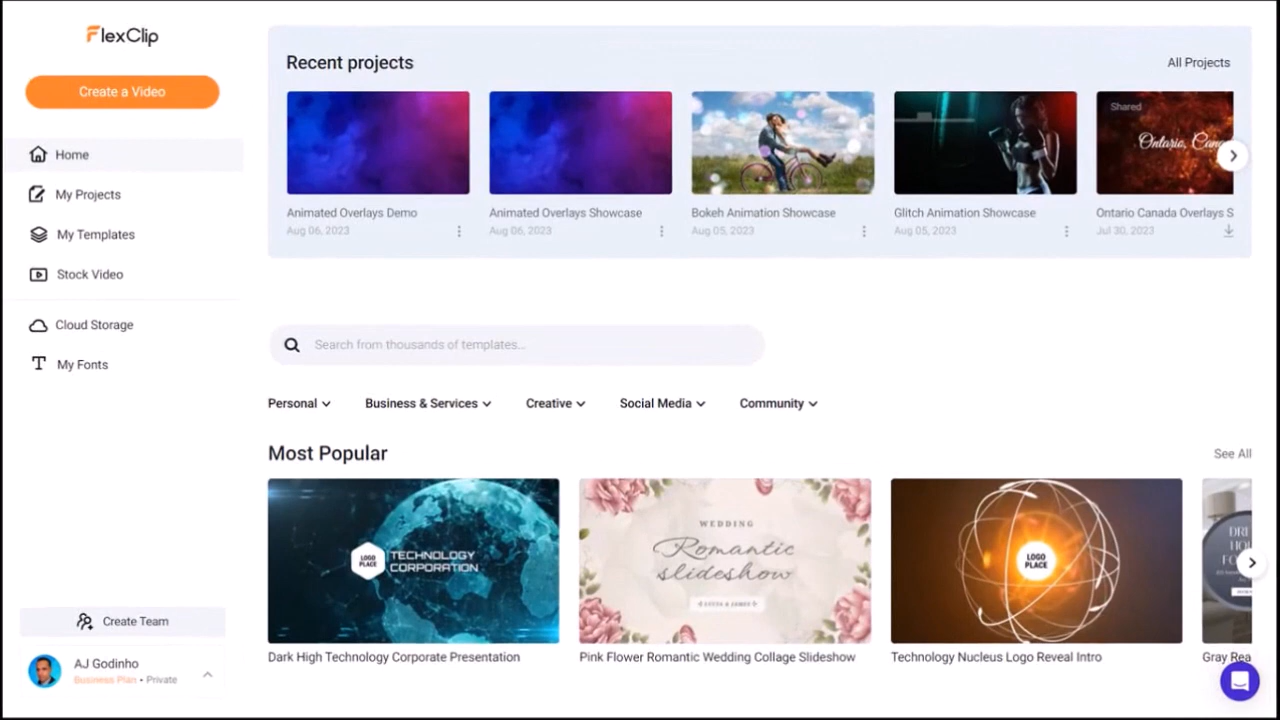 FlexClip
Create a Video
Home
My Projects
My Templates
Stock Video
Cloud Storage
My Fonts
Create Team
AJ Godinho
Business Plan • Private
Recent projects
All Projects
Shared
Ontario, Cana
Animated Overlays Demo
Animated Overlays Showcase
Bokeh Animation Showcase
Glitch Animation Showcase
Ontario Canada Overlays S
Aug 06, 2023
Aug 06, 2023
Aug 05, 2023
Aug 05, 2023
Jul 30, 2023
Search from thousands of templates...
Personal
Business & Services
Creative
Social Media
Community
Most Popular
See All
LOGO
PLACE
TECHNOLOGY
CORPORATION
WEDDING
Romantic
slideshow
LOGO
PLACE
Dark High Technology Corporate Presentation
Pink Flower Romantic Wedding Collage Slideshow
Technology Nucleus Logo Reveal Intro
Gray Rea